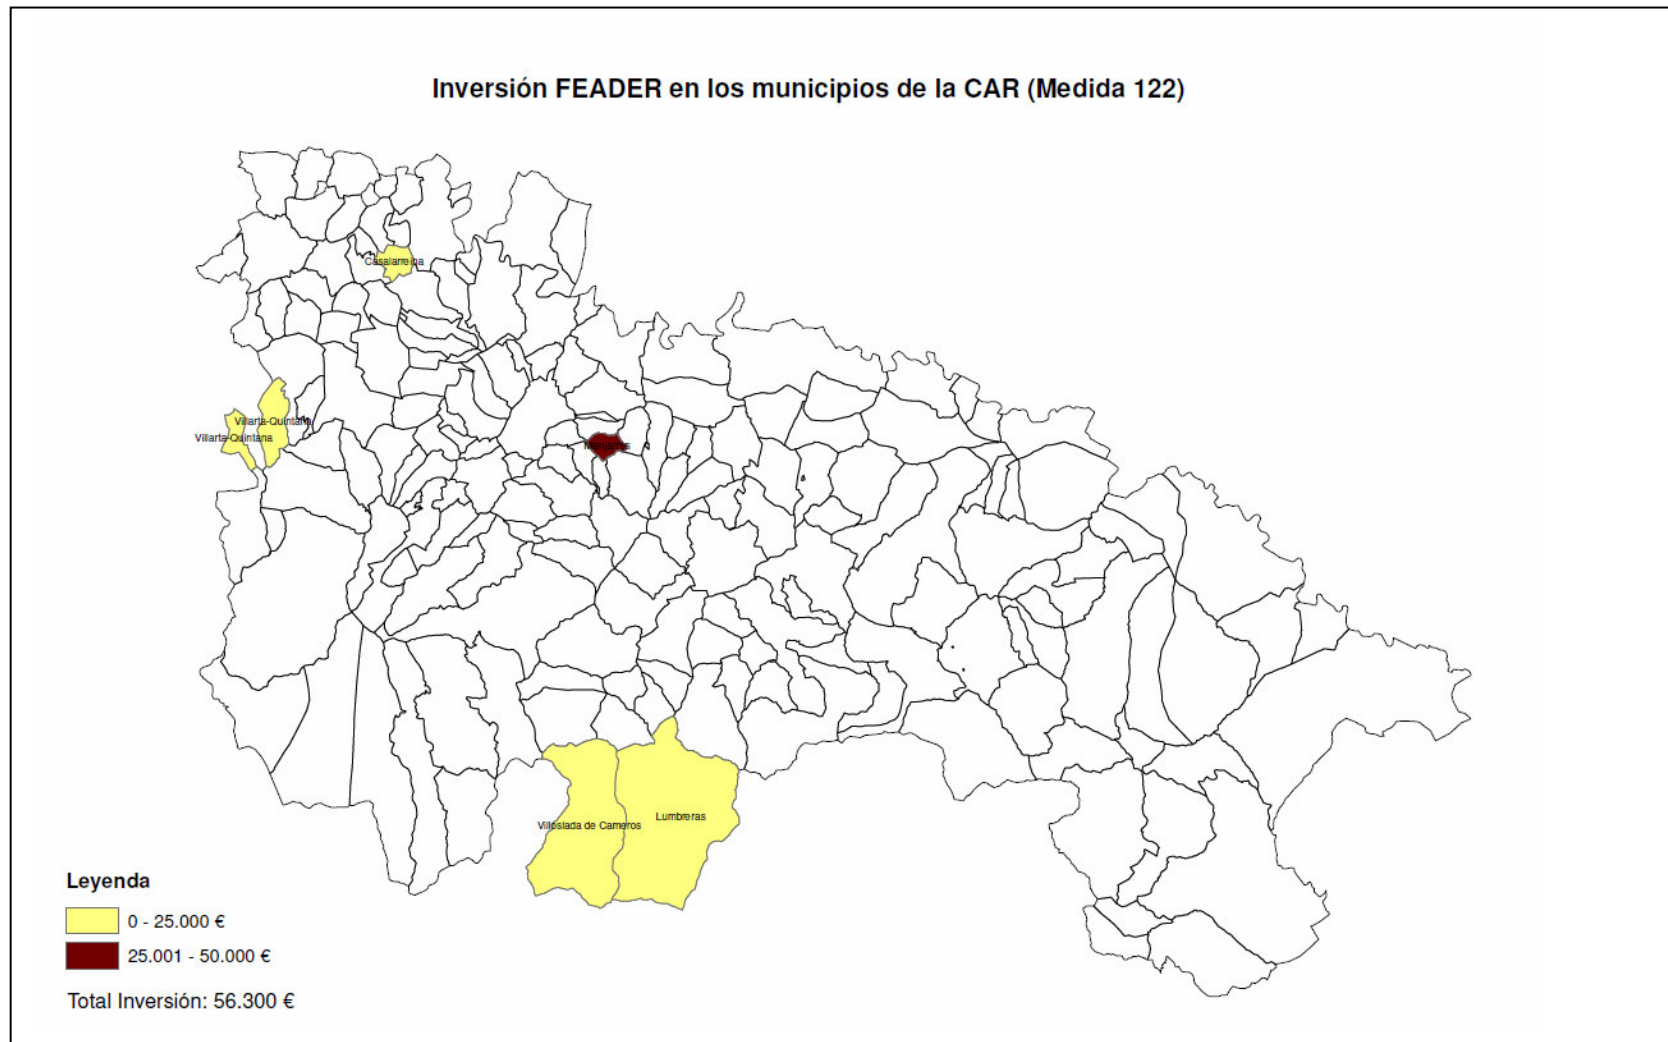 Inversión FEADER en los municipios de la CAR (Medida 122)
Casalarreina
Villarta-Quintana
Villarta-Quintana
Manjarrés
Villoslada de Cameros
Lumbreras
Leyenda
0 - 25.000 €
25.001 - 50.000 €
Total Inversión: 56.300 €